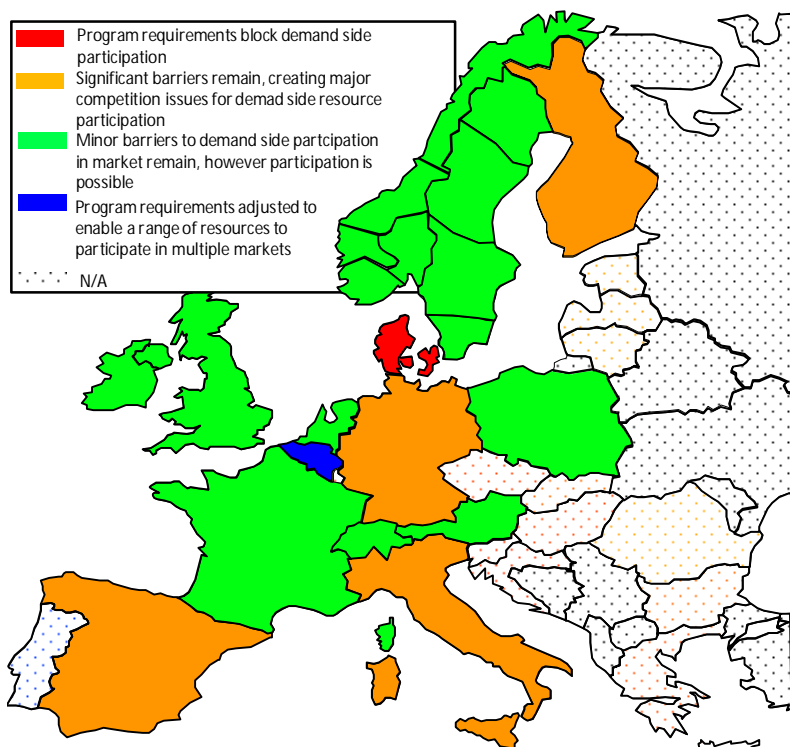 Program requirements block demand side
participation
Significant barriers remain, creating major
competition issues for demad side resource
participation
Minor barriers to demand side partcipation
in market remain, however participation is
possible
Program requirements adjusted to
enable a range of resources to
participate in multiple markets
N/A